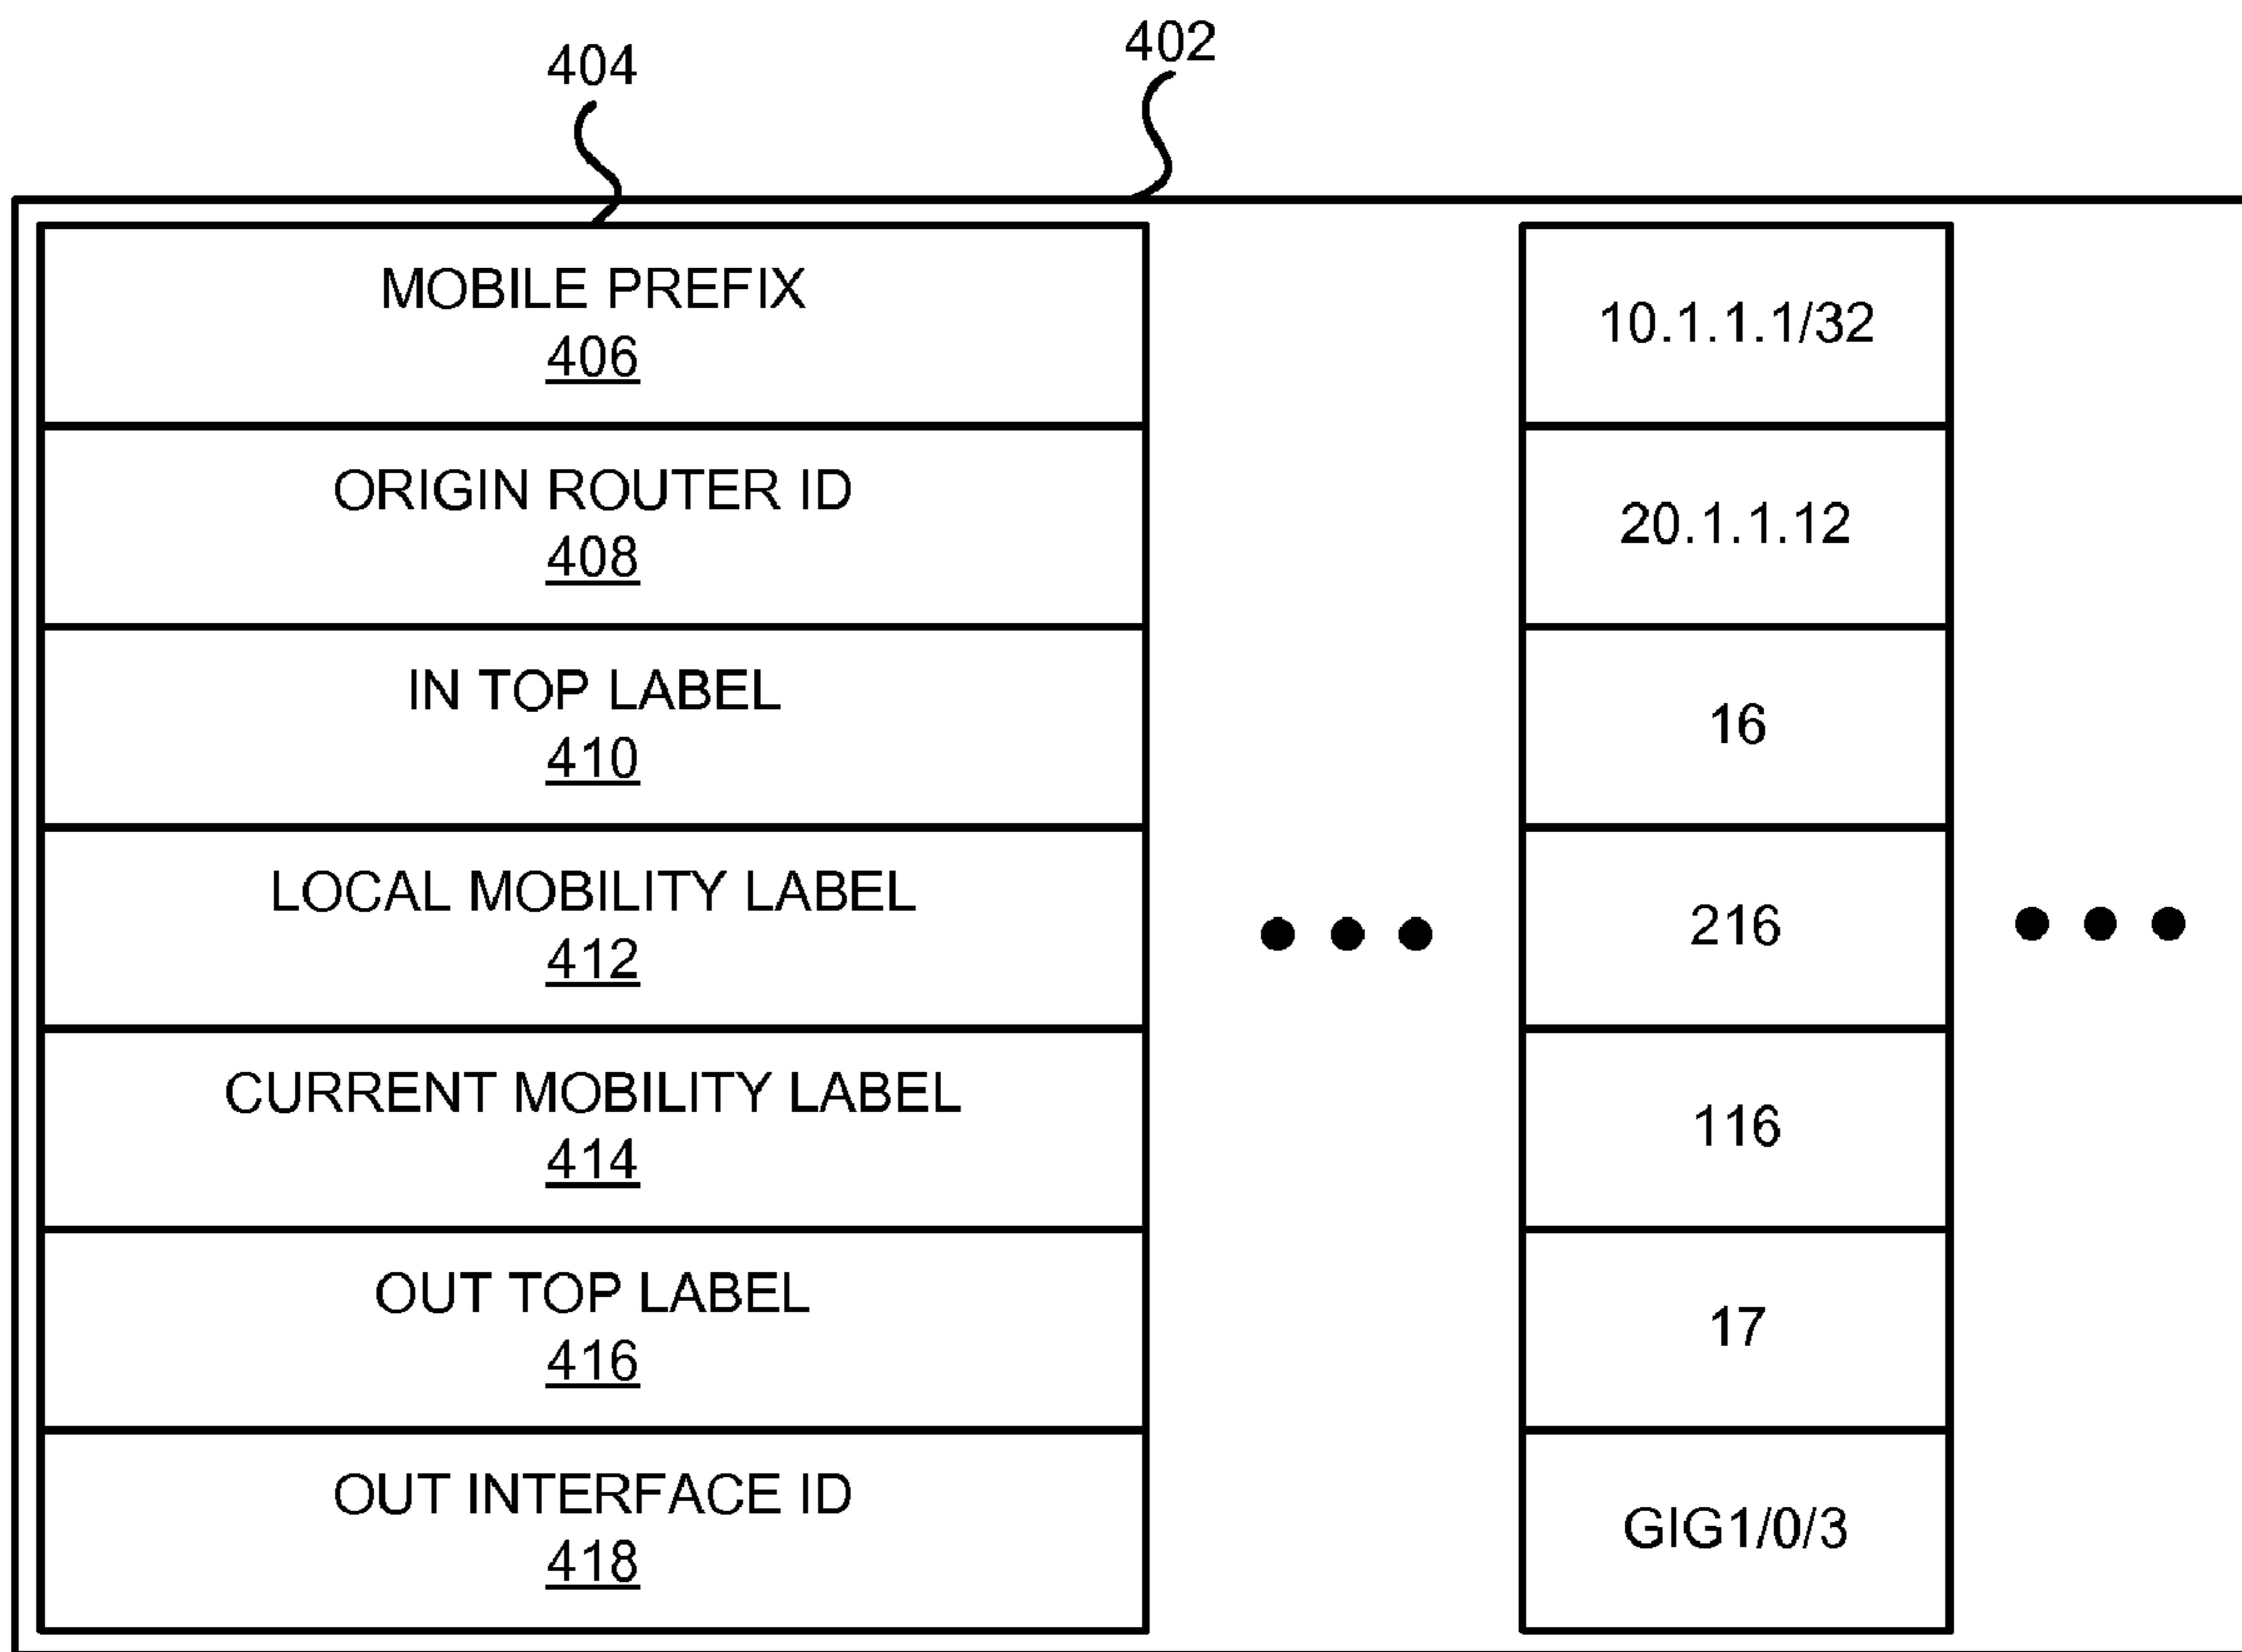 404
402
MOBILE PREFIX
406
10.1.1.1/32
ORIGIN ROUTER ID
408
20.1.1.12
IN TOP LABEL
410
16
LOCAL MOBILITY LABEL
412
216
CURRENT MOBILITY LABEL
414
116
OUT TOP LABEL
416
17
OUT INTERFACE ID
418
GIG1/0/3